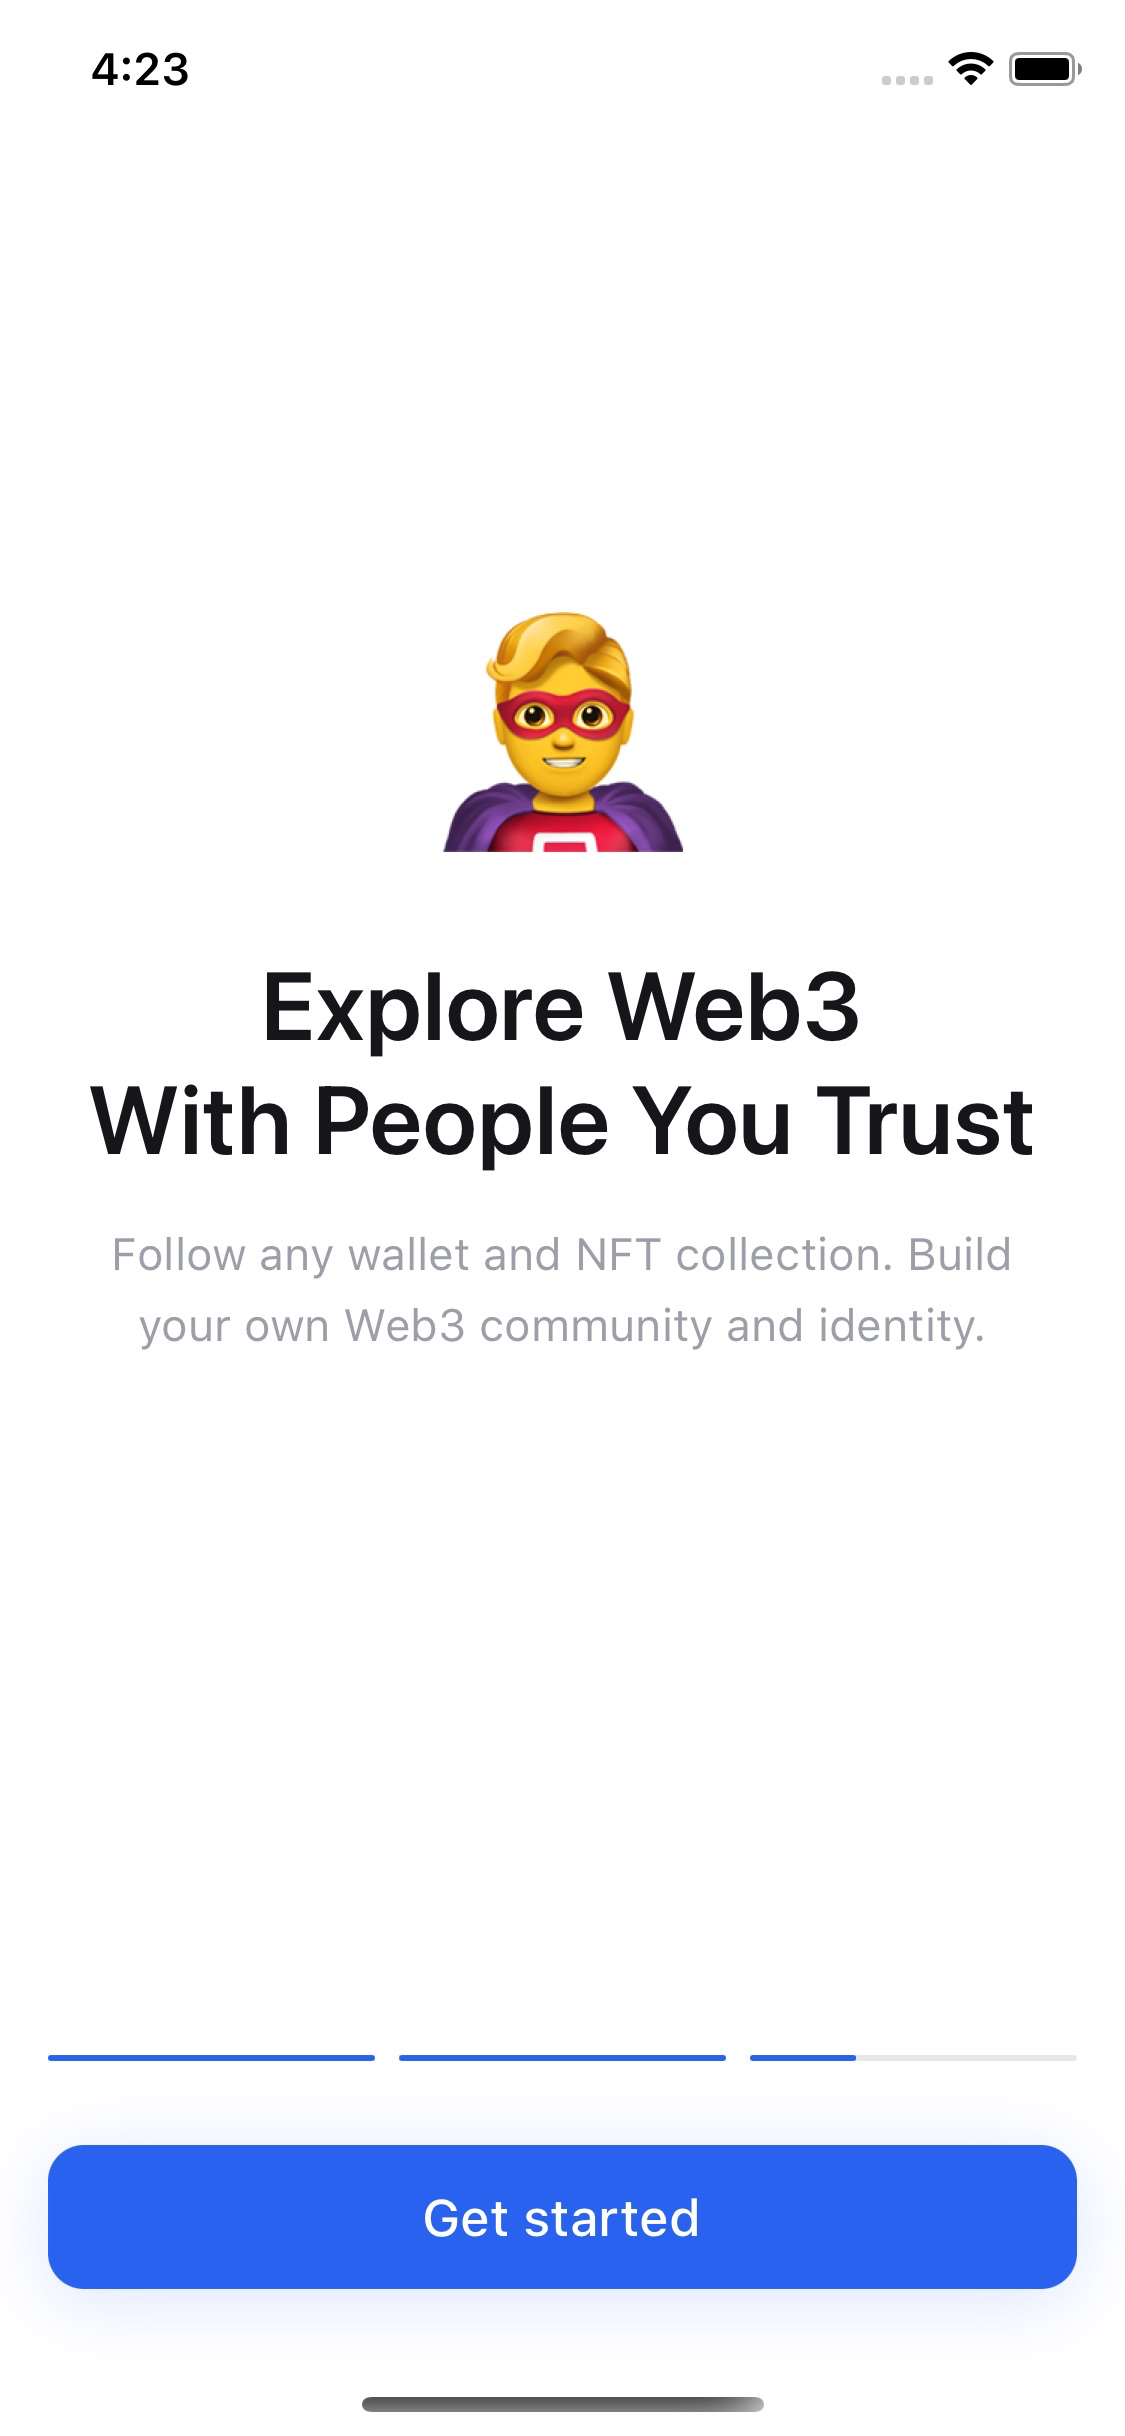 4:23
Explore Web3
With People You Trust
Follow any wallet and NFT collection. Build
your own Web3 community and identity.
Get started